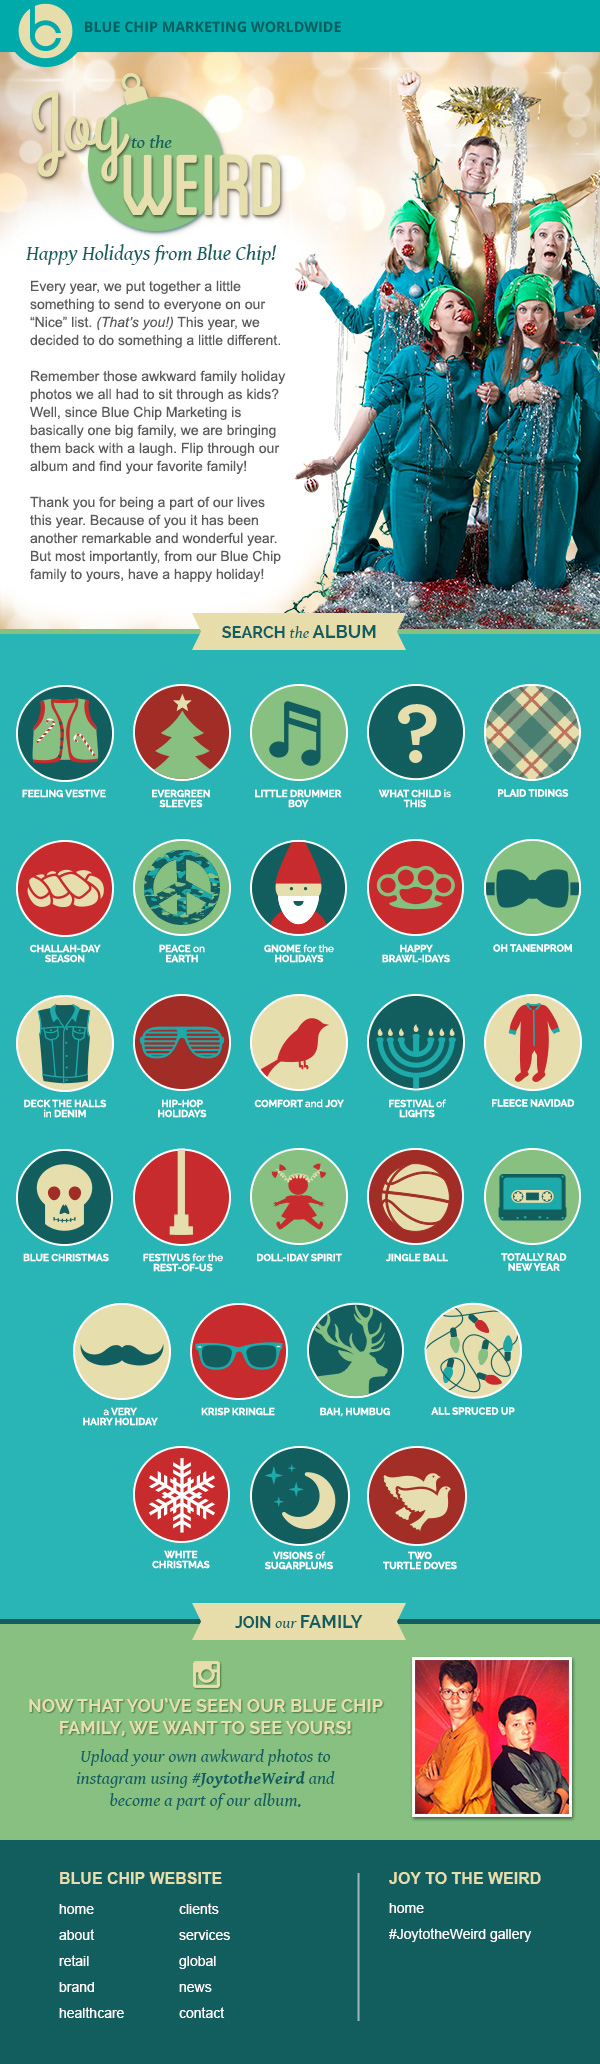 BLUE CHIP MARKETING WORLDWIDE
Joy
to the
WEIRD
Happy Holidays from Blue Chip!
Every year, we put together a little
something to send to everyone on our
“Nice” list. (That’s you!) This year, we
decided to do something a little different.
Remember those awkward family holiday
photos we all had to sit through as kids?
Well, since Blue Chip Marketing is
basically one big family, we are bringing
them back with a laugh. Flip through our
album and find your favorite family!
Thank you for being a part of our lives
this year. Because of you it has been
another remarkable and wonderful year.
But most importantly, from our Blue Chip
family to yours, have a happy holiday!
SEARCH the ALBUM
FEELING VESTIVE
EVERGREEN
SLEEVES
LITTLE DRUMMER
BOY
WHAT CHILD is
THIS
PLAID TIDINGS
CHALLAH-DAY
SEASON
PEACE on
EARTH
GNOME for the
HOLIDAYS
HAPPY
BRAWL-IDAYS
OH TANENPROM
DECK THE HALLS
in DENIM
HIP-HOP
HOLIDAYS
COMFORT and JOY
FESTIVAL of
LIGHTS
FLEECE NAVIDAD
BLUE CHRISTMAS
FESTIVUS for the
REST-OF-US
DOLL-IDAY SPIRIT
JINGLE BALL
TOTALLY RAD
NEW YEAR
a VERY
HAIRY HOLIDAY
KRISP KRINGLE
BAH, HUMBUG
ALL SPRUCED UP
WHITE
CHRISTMAS
VISIONS of
SUGARPLUMS
TWO
TURTLE DOVES
JOIN our FAMILY
NOW THAT YOU'VE SEEN OUR BLUE CHIP
FAMILY, WE WANT TO SEE YOURS!
Upload your own awkward photos to
instagram using #JoytotheWeird and
become a part of our album.
BLUE CHIP WEBSITE
home
about
retail
brand
healthcare
clients
services
global
news
contact
JOY TO THE WEIRD
home
#JoytotheWeird gallery